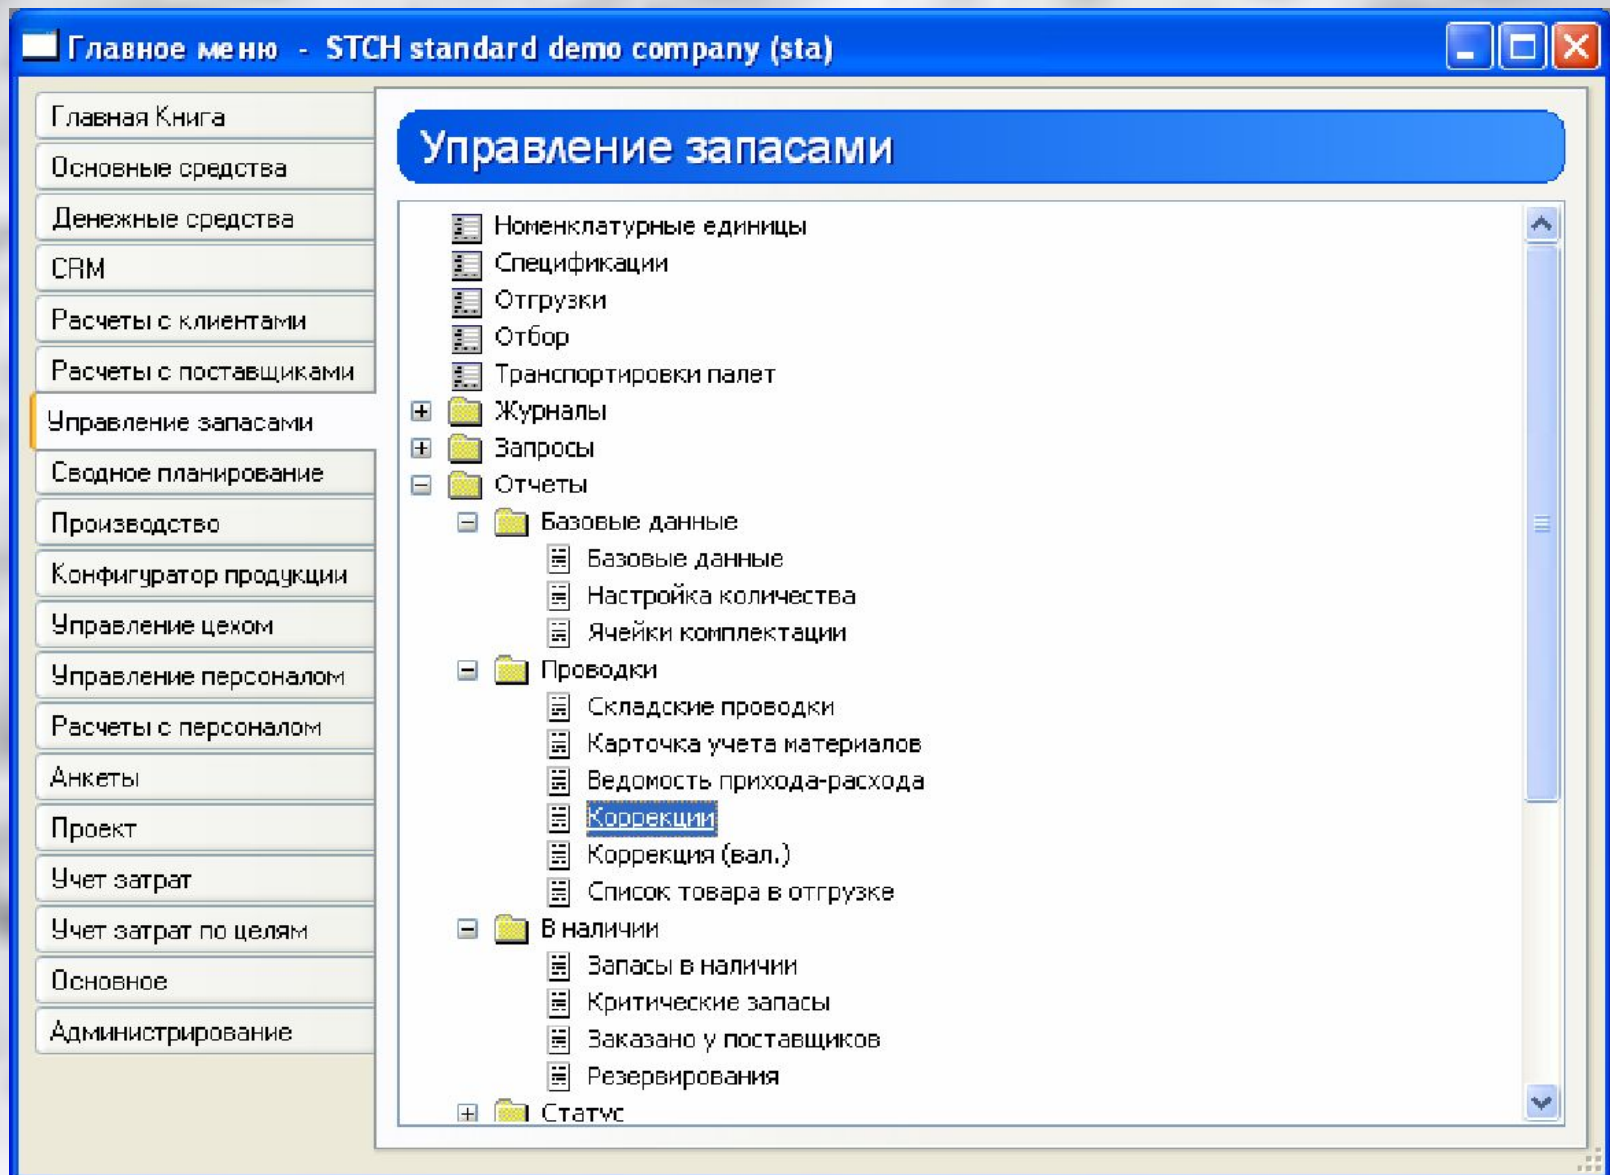 Главное меню - STCH standard demo company (sta)
Главная Книга
Основные средства
Денежные средства
CRM
Расчеты с клиентами
Расчеты с поставщиками
Управление запасами
Сводное планирование
Производство
Конфигуратор продукции
Управление цехом
Управление персоналом
Расчеты с персоналом
Анкеты
Проект
Учет затрат
Учет затрат по целям
Основное
Администрирование
Управление запасами
Номенклатурные единицы
Спецификации
Отгрузки
Отбор
Транспортировки палет
Журналы
Запросы
Отчеты
Базовые данные
Базовые данные
Настройка количества
Ячейки комплектации
Проводки
Складские проводки
Карточка учета материалов
Ведомость прихода-расхода
Коррекции
Коррекция (вал.)
Список товара в отгрузке
В наличии
Запасы в наличии
Критические запасы
Заказано у поставщиков
Резервирования
Статус